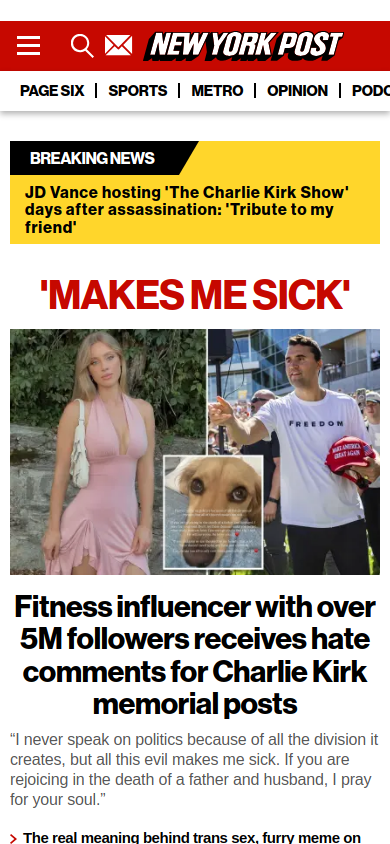 NEW YORK POST
PAGE SIX
SPORTS
METRO
OPINION
BREAKING NEWS
JD Vance hosting 'The Charlie Kirk Show'
days after assassination: 'Tribute to my
friend'
'MAKES ME SICK'
FREEDOM
MAKE AMERICA
GREAT AGAIN
Fitness influencer with over
5M followers receives hate
comments for Charlie Kirk
memorial posts
“I never speak on politics because of all the division it
creates, but all this evil makes me sick. If you are
rejoicing in the death of a father and husband, I pray
for your soul.”
The real meaning behind trans sex, furry meme on